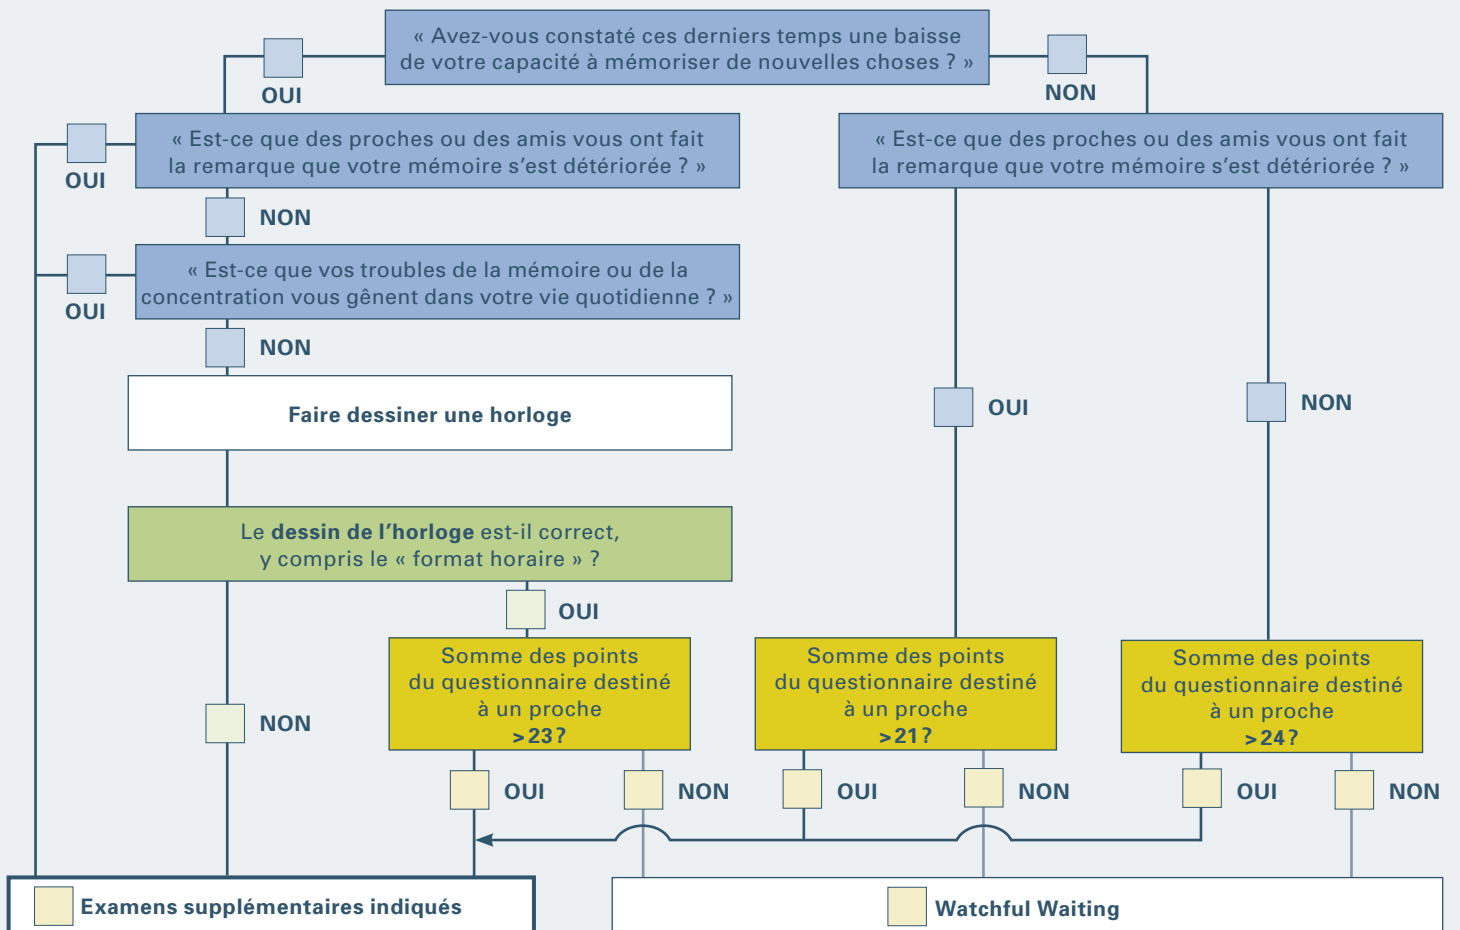 « Avez-vous constaté ces derniers temps une baisse
de votre capacité à mémoriser de nouvelles choses ? »
OUI
NON
« Est-ce que des proches ou des amis vous ont fait
la remarque que votre mémoire s'est détériorée ? »
« Est-ce que des proches ou des amis vous ont fait
la remarque que votre mémoire s'est détériorée ? »
OUI
NON
« Est-ce que vos troubles de la mémoire ou de la
concentration vous gênent dans votre vie quotidienne ? »
OUI
NON
Faire dessiner une horloge
OUI
NON
Le dessin de l'horloge est-il correct,
y compris le « format horaire » ?
OUI
NON
Somme des points
du questionnaire destiné
à un proche
>23?
Somme des points
du questionnaire destiné
à un proche
>21?
Somme des points
du questionnaire destiné
à un proche
>24?
OUI
NON
OUI
NON
OUI
NON
Examens supplémentaires indiqués
Watchful Waiting